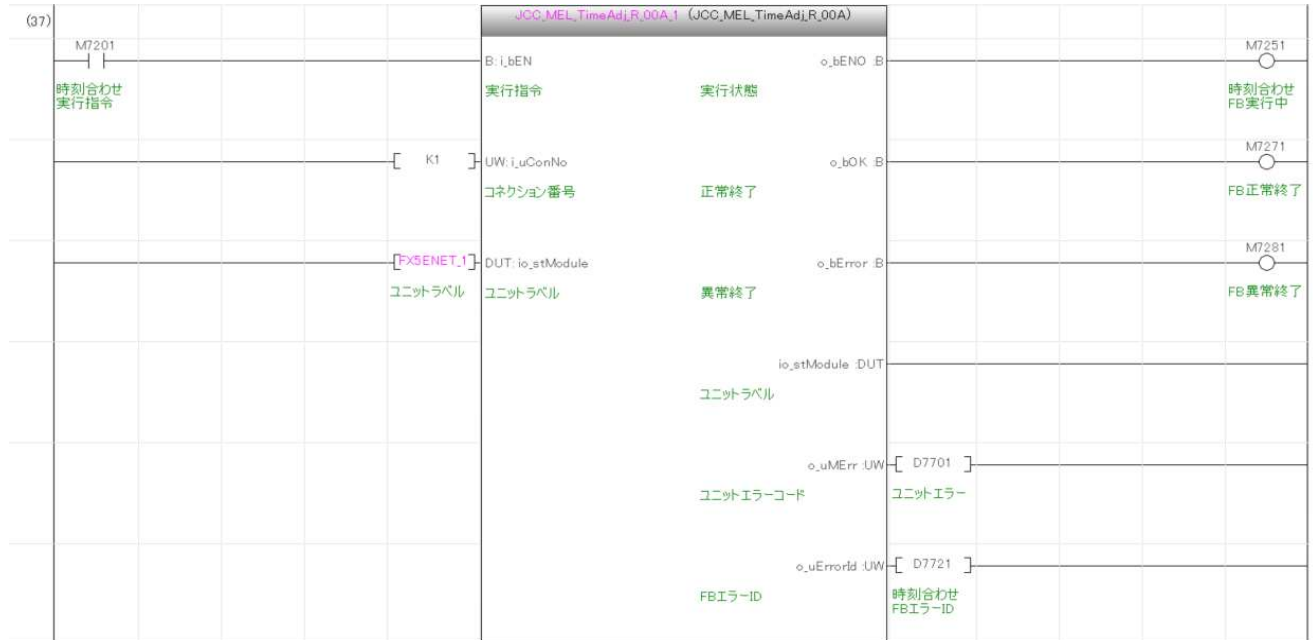 (37)
JCC_MEL_TimeAdj_R_00A_1 (JCC_MEL_TimeAdj_R_00A)
M7201
B: i_bEN
o_bENO :B
M7251
時刻合わせ
実行指令
実行指令
実行状態
時刻合わせ
FB実行中
K1
UW: i_uConNo
o_bOK :B
M7271
コネクション番号
正常終了
FB正常終了
FX5ENET_1
DUT: io_stModule
o_bError :B
M7281
ユニットラベル
ユニットラベル
異常終了
FB異常終了
io_stModule :DUT
ユニットラベル
o_uMErr :UW
D7701
ユニットエラーコード
ユニットエラー
o_uErrorId :UW
D7721
FBエラーID
時刻合わせ
FBエラーID